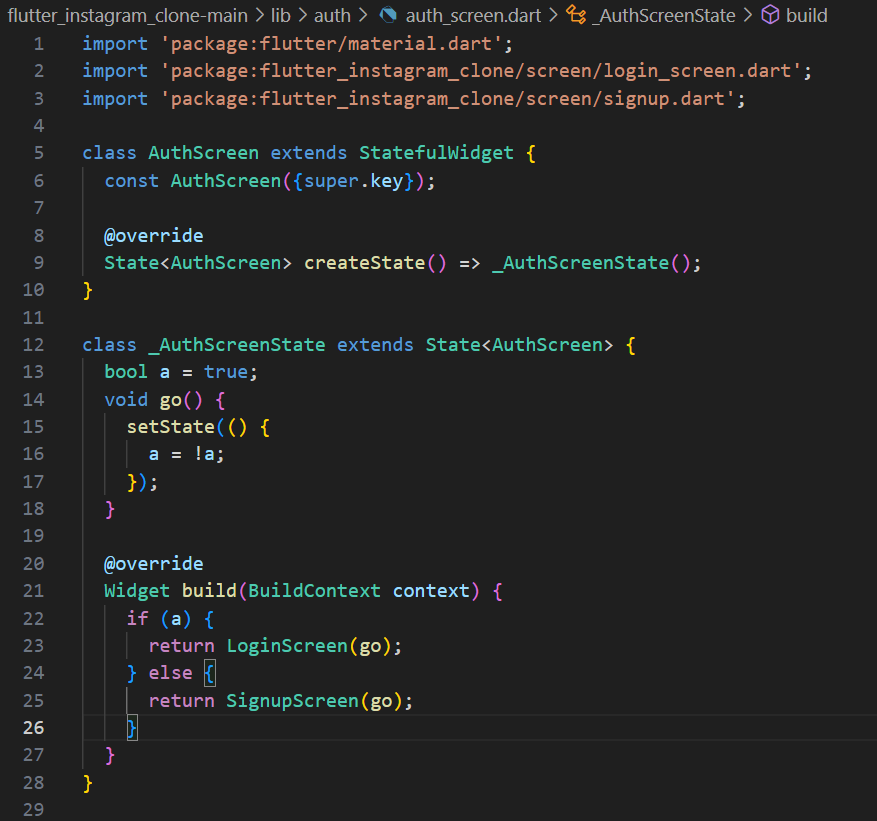 flutter_instagram_clone-main > lib > auth > auth_screen.dart > _AuthScreenState > build
1 import 'package:flutter/material.dart';
2 import 'package:flutter_instagram_clone/screen/login_screen.dart';
3 import 'package:flutter_instagram_clone/screen/signup.dart';
4
5 class AuthScreen extends StatefulWidget {
6   const AuthScreen({super.key});
7
8   @override
9   State<AuthScreen> createState() => _AuthScreenState();
10 }
11
12 class _AuthScreenState extends State<AuthScreen> {
13   bool a = true;
14   void go() {
15     setState(() {
16       a = !a;
17     });
18   }
19
20   @override
21   Widget build(BuildContext context) {
22     if (a) {
23       return LoginScreen(go);
24     } else {
25       return SignupScreen(go);
26     }
27   }
28 }
29